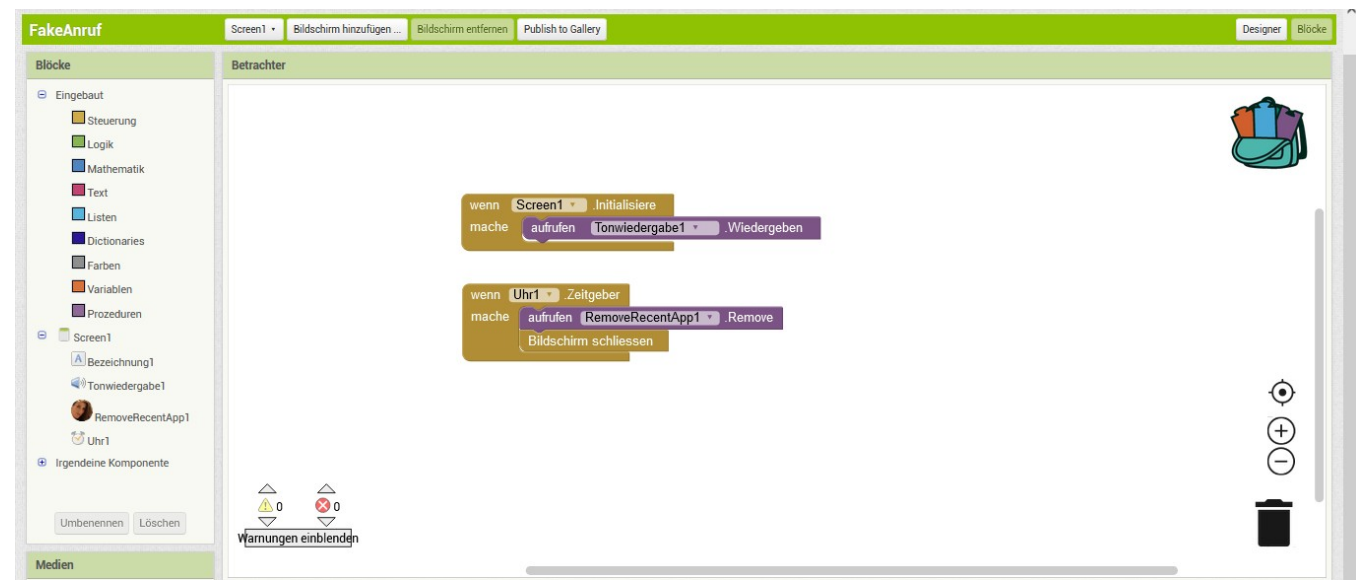 FakeAnruf
Screen1 Bildschirm hinzufügen ... Bildschirm entfernen Publish to Gallery
Designer Blöcke
Blöcke
Eingebaut
Steuerung
Logik
Mathematik
Text
Listen
Dictionaries
Farben
Variablen
Prozeduren
Screen1
A Bezeichnung1
Tonwiedergabe1
RemoveRecentApp1
Uhr1
Irgendeine Komponente
Umbenennen Löschen
Medien
Betrachter
wenn Screen1 .Initialisiere
mache aufrufen Tonwiedergabe1 .Wiedergeben
wenn Uhr1 .Zeitgeber
mache aufrufen RemoveRecentApp1 .Remove
Bildschirm schliessen
0 0
Warnungen einblenden